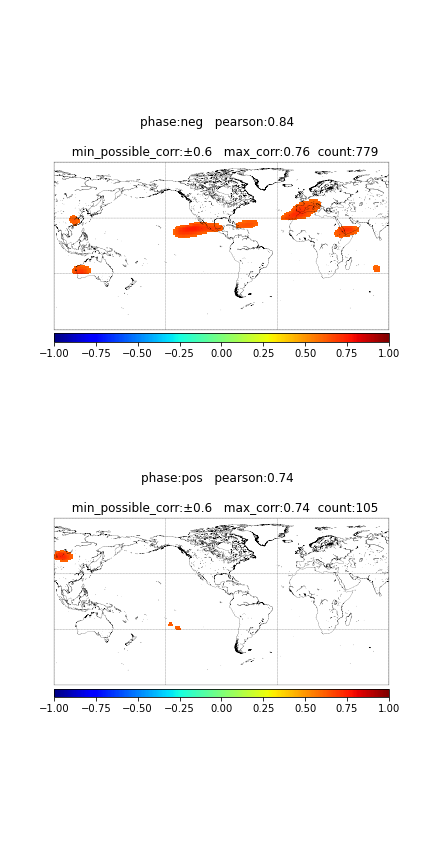 phase:neg   pearson:0.84
min_possible_corr:±0.6   max_corr:0.76  count:779
−1.00 −0.75 −0.50 −0.25 0.00 0.25 0.50 0.75 1.00
phase:pos   pearson:0.74
min_possible_corr:±0.6   max_corr:0.74  count:105
−1.00 −0.75 −0.50 −0.25 0.00 0.25 0.50 0.75 1.00